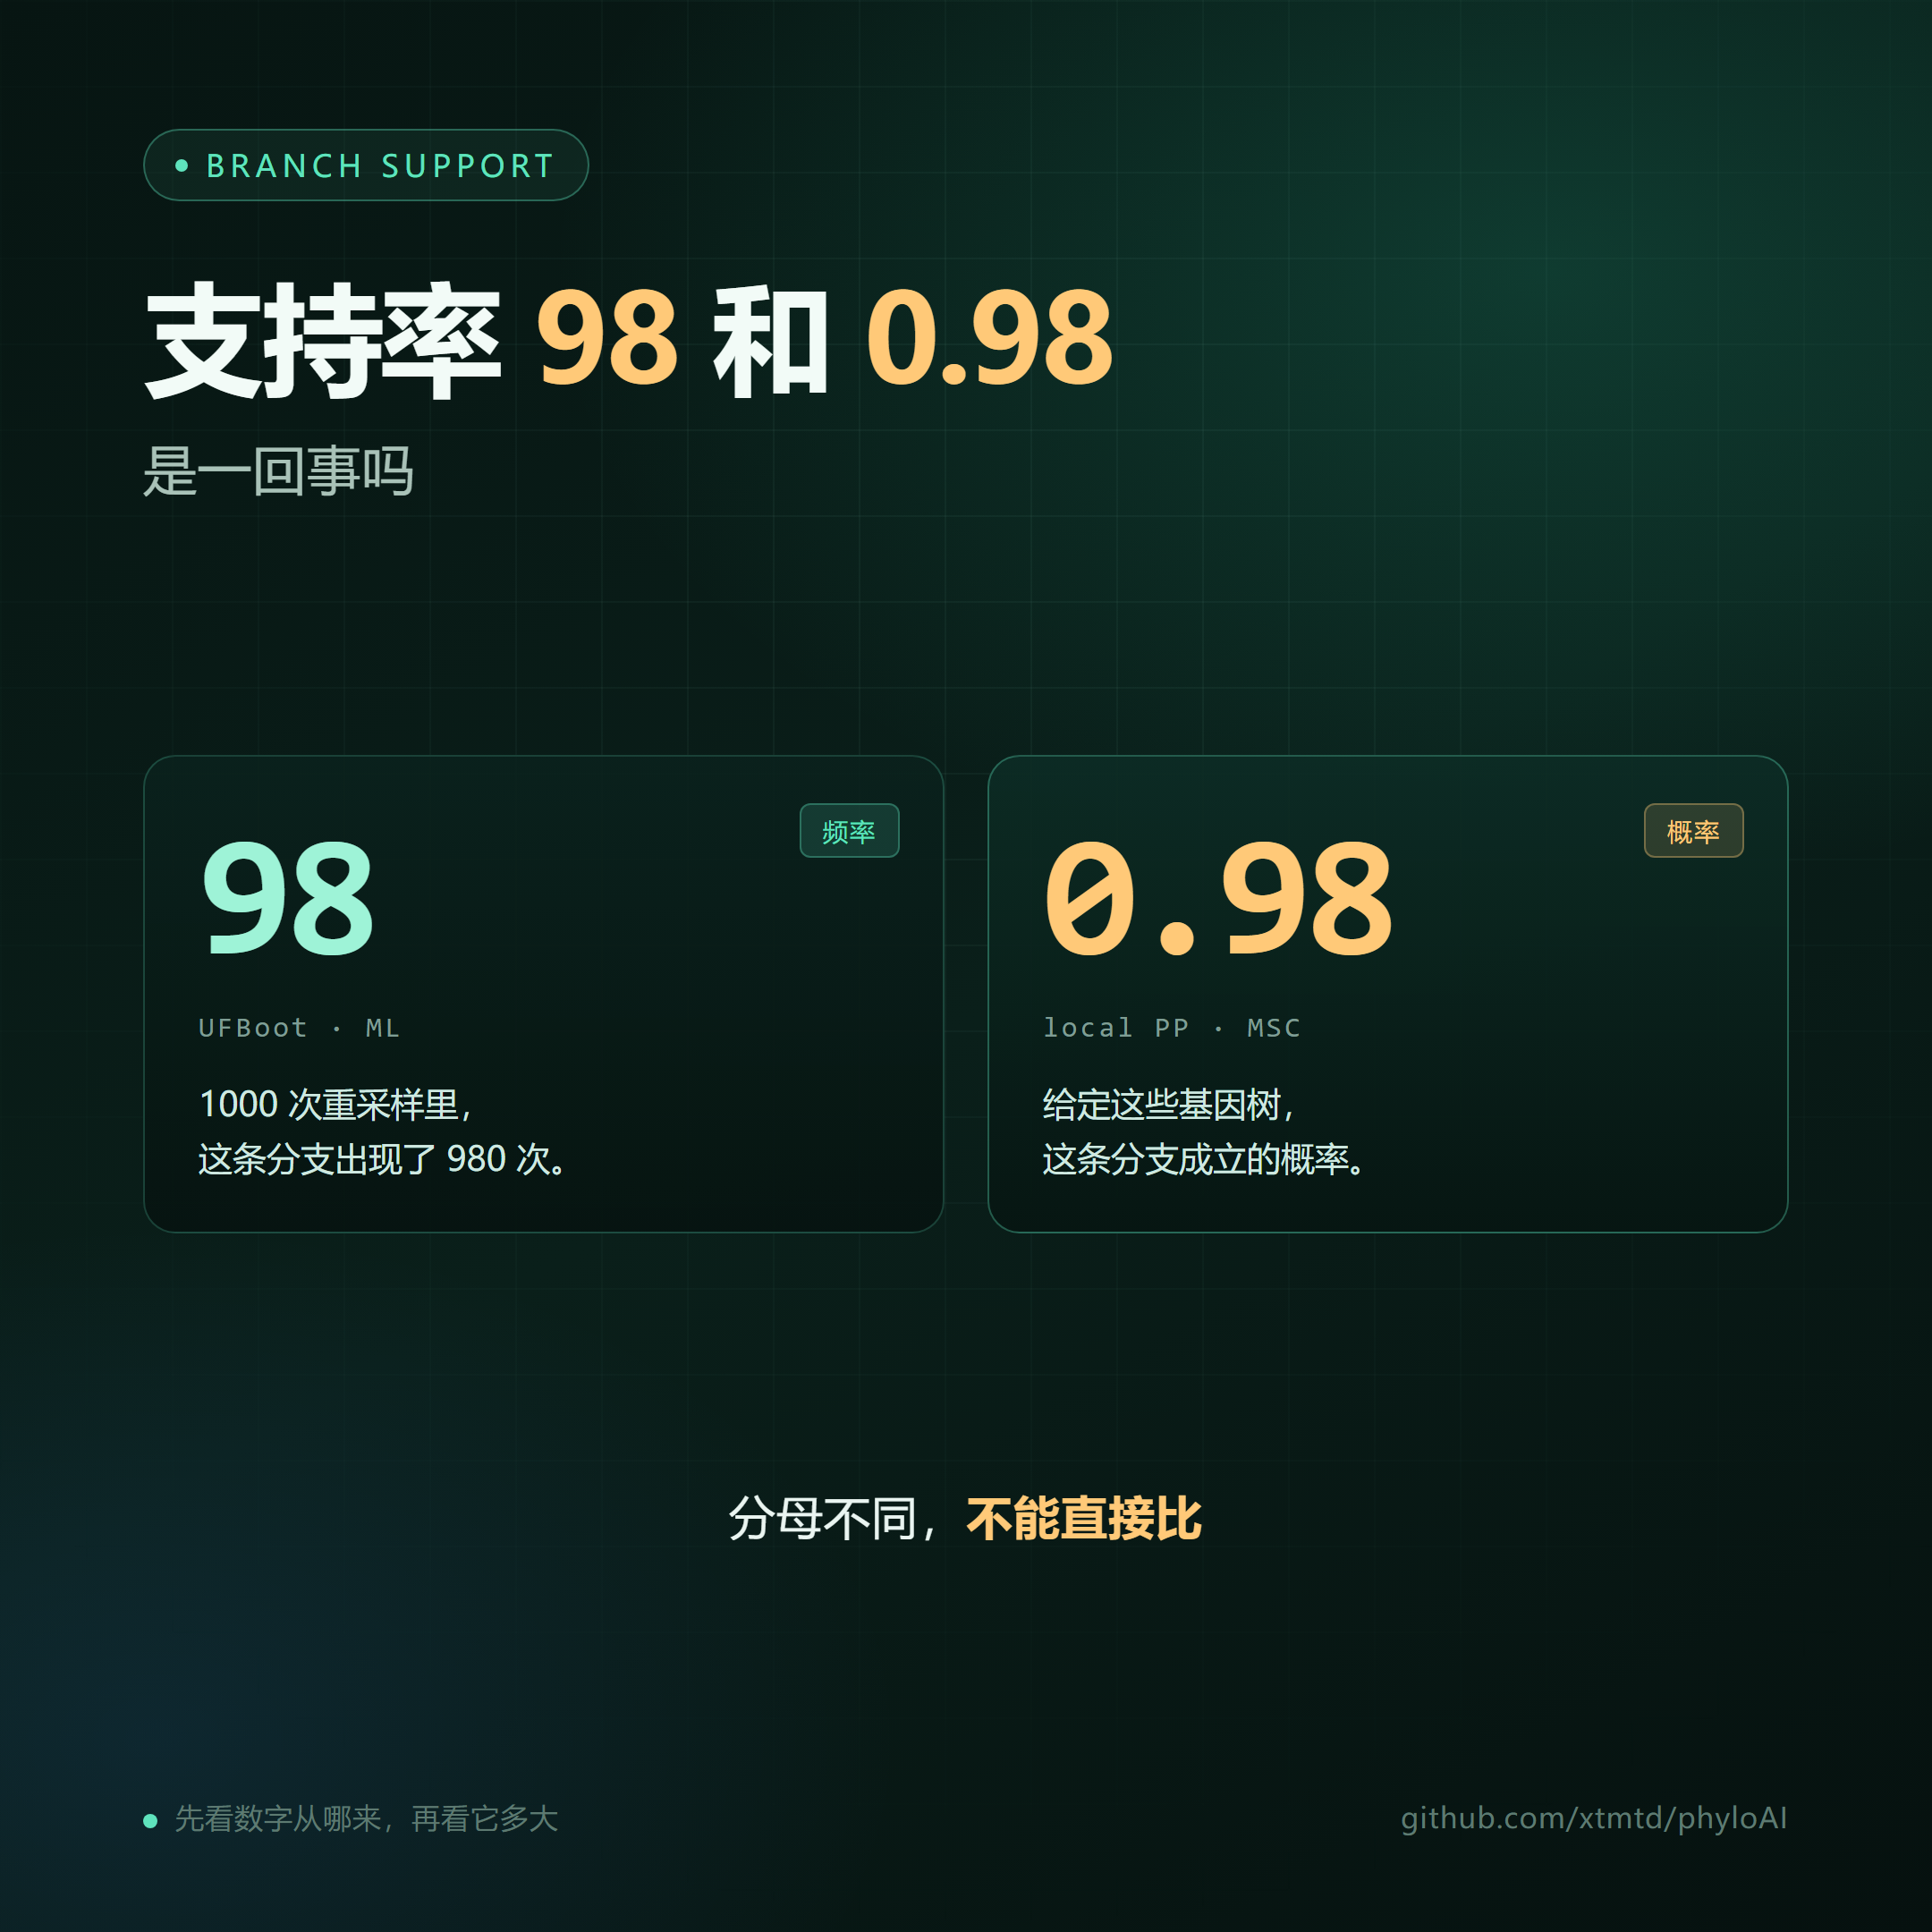 BRANCH SUPPORT
支持率 98 和 0.98
是一回事吗
98
频率
UFBoot · ML
1000 次重采样里，
这条分支出现了 980 次。
0.98
概率
local PP · MSC
给定这些基因树，
这条分支成立的概率。
分母不同，不能直接比
先看数字从哪来，再看它多大
github.com/xtmtd/phyloAI